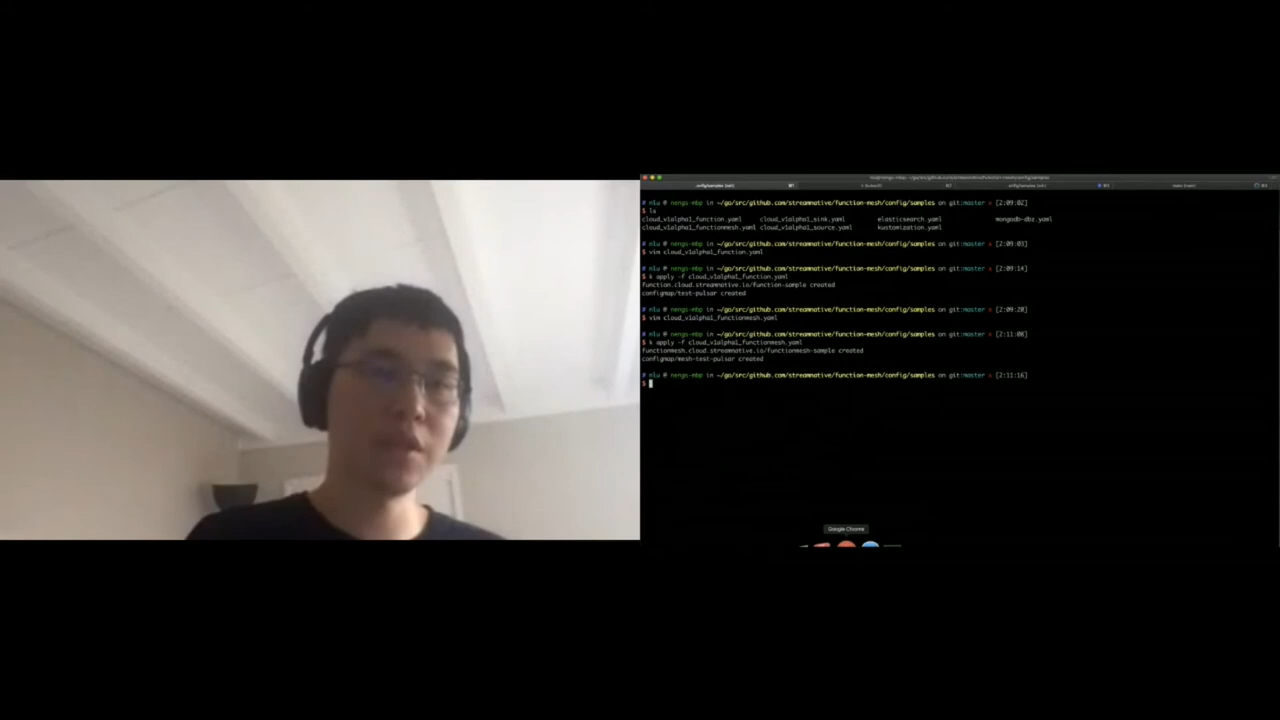 # nlu @ nengs-mbp in ~/go/src/github.com/streamnative/function-mesh/config/samples on git:master x [2:09:02]
$ ls
cloud_v1alpha1_function.yaml cloud_v1alpha1_sink.yaml elasticsearch.yaml mongodb-dbz.yaml
cloud_v1alpha1_functionmesh.yaml cloud_v1alpha1_source.yaml kustomization.yaml
# nlu @ nengs-mbp in ~/go/src/github.com/streamnative/function-mesh/config/samples on git:master x [2:09:03]
$ vim cloud_v1alpha1_function.yaml
# nlu @ nengs-mbp in ~/go/src/github.com/streamnative/function-mesh/config/samples on git:master x [2:09:14]
$ k apply -f cloud_v1alpha1_function.yaml
function.cloud.streamnative.io/function-sample created
configmap/test-pulsar created
# nlu @ nengs-mbp in ~/go/src/github.com/streamnative/function-mesh/config/samples on git:master x [2:09:28]
$ vim cloud_v1alpha1_functionmesh.yaml
# nlu @ nengs-mbp in ~/go/src/github.com/streamnative/function-mesh/config/samples on git:master x [2:11:08]
$ k apply -f cloud_v1alpha1_functionmesh.yaml
functionmesh.cloud.streamnative.io/functionmesh-sample created
configmap/mesh-test-pulsar created
# nlu @ nengs-mbp in ~/go/src/github.com/streamnative/function-mesh/config/samples on git:master x [2:11:16]
$
Google Chrome